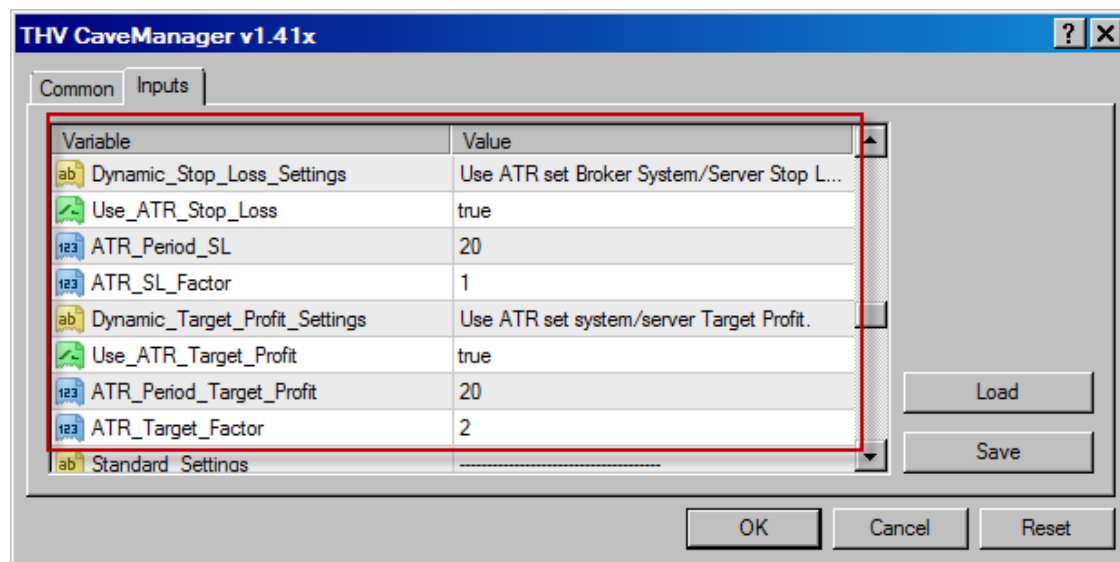 THV CaveManager v1.41x
Common Inputs
Variable Value
Dynamic_Stop_Loss_Settings Use ATR set Broker System/Server Stop L...
Use_ATR_Stop_Loss true
ATR_Period_SL 20
ATR_SL_Factor 1
Dynamic_Target_Profit_Settings Use ATR set system/server Target Profit.
Use_ATR_Target_Profit true
ATR_Period_Target_Profit 20
ATR_Target_Factor 2
Standard_Settings ------------------------------------
Load
Save
OK Cancel Reset